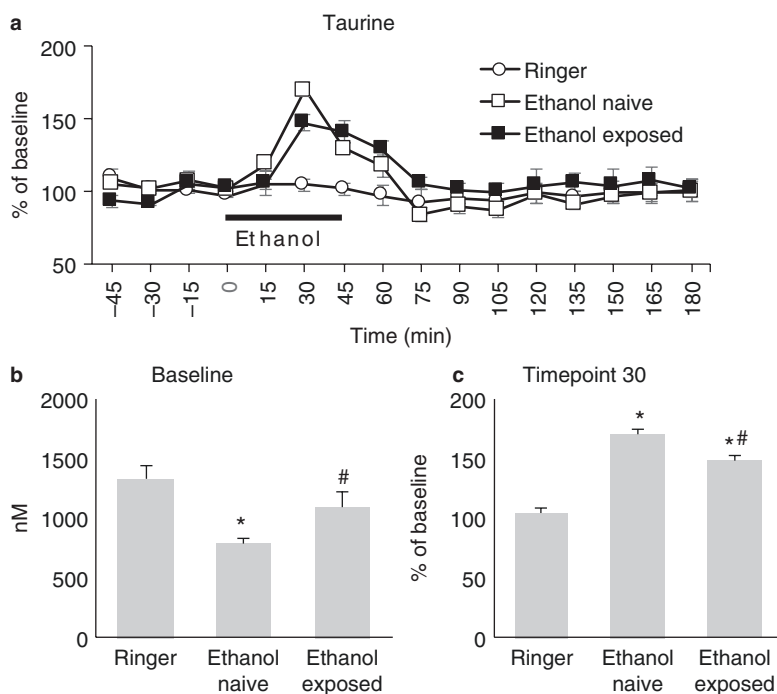 a
Taurine
200
150
100
50
% of baseline
Ringer
Ethanol naive
Ethanol exposed
Ethanol
–45 –30 –15 0 15 30 45 60 75 90 105 120 135 150 165 180
Time (min)
b
Baseline
2000
1500
1000
500
0
nM
*
#
Ringer
Ethanol naive
Ethanol exposed
c
Timepoint 30
200
150
100
50
0
% of baseline
*
*#
Ringer
Ethanol naive
Ethanol exposed